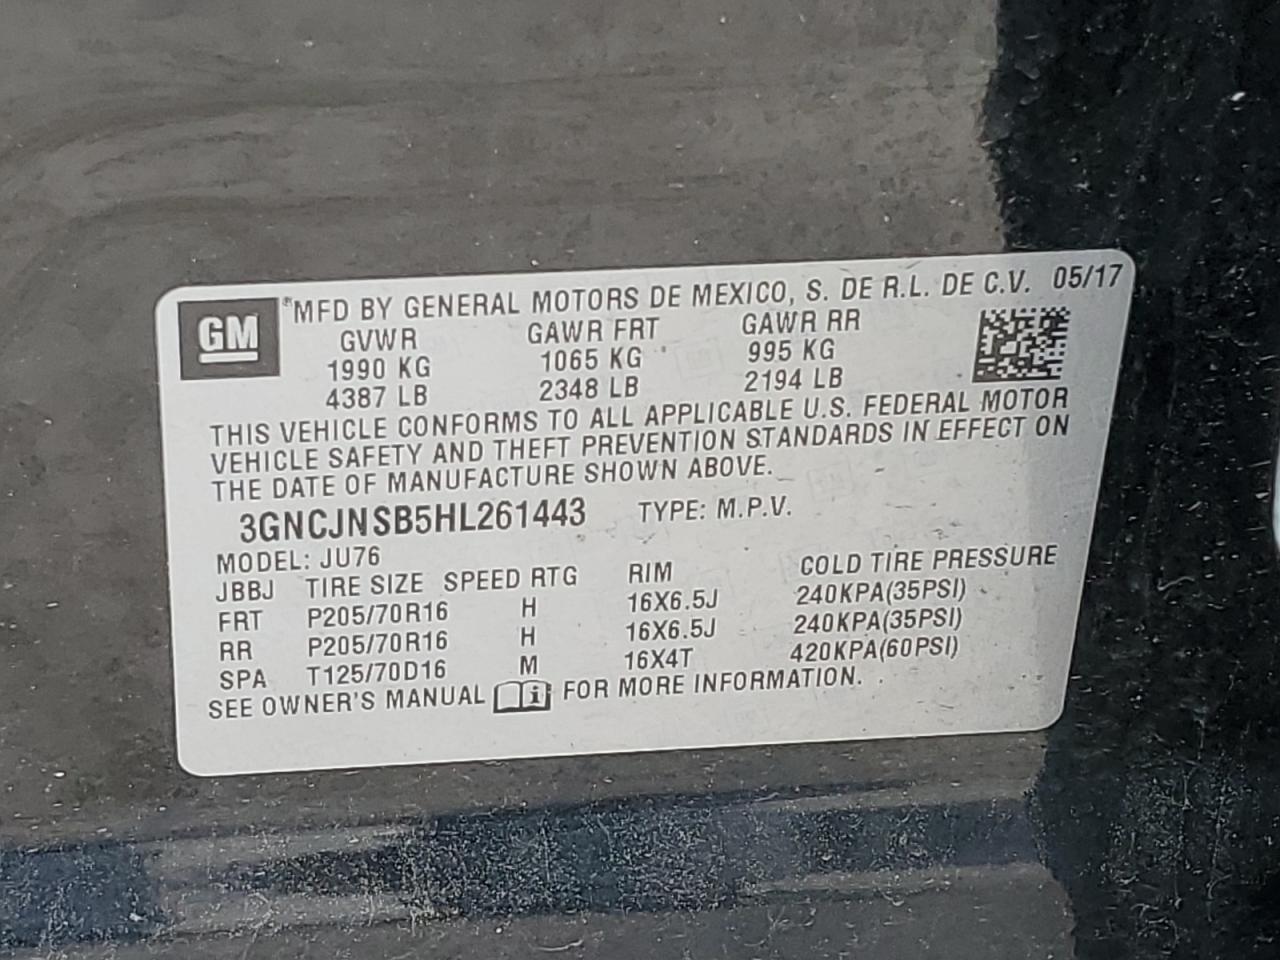 GM ®MFD BY GENERAL MOTORS DE MEXICO, S. DE R.L. DE C.V. 05/17
GVWR GAWR FRT GAWR RR
1990 KG 1065 KG 995 KG
4387 LB 2348 LB 2194 LB
THIS VEHICLE CONFORMS TO ALL APPLICABLE U.S. FEDERAL MOTOR
VEHICLE SAFETY AND THEFT PREVENTION STANDARDS IN EFFECT ON
THE DATE OF MANUFACTURE SHOWN ABOVE.
3GNCJNSB5HL261443 TYPE: M.P.V.
MODEL: JU76
JBBJ TIRE SIZE SPEED RTG RIM COLD TIRE PRESSURE
FRT P205/70R16 H 16X6.5J 240KPA(35PSI)
RR P205/70R16 H 16X6.5J 240KPA(35PSI)
SPA T125/70D16 M 16X4T 420KPA(60PSI)
SEE OWNER'S MANUAL i FOR MORE INFORMATION.